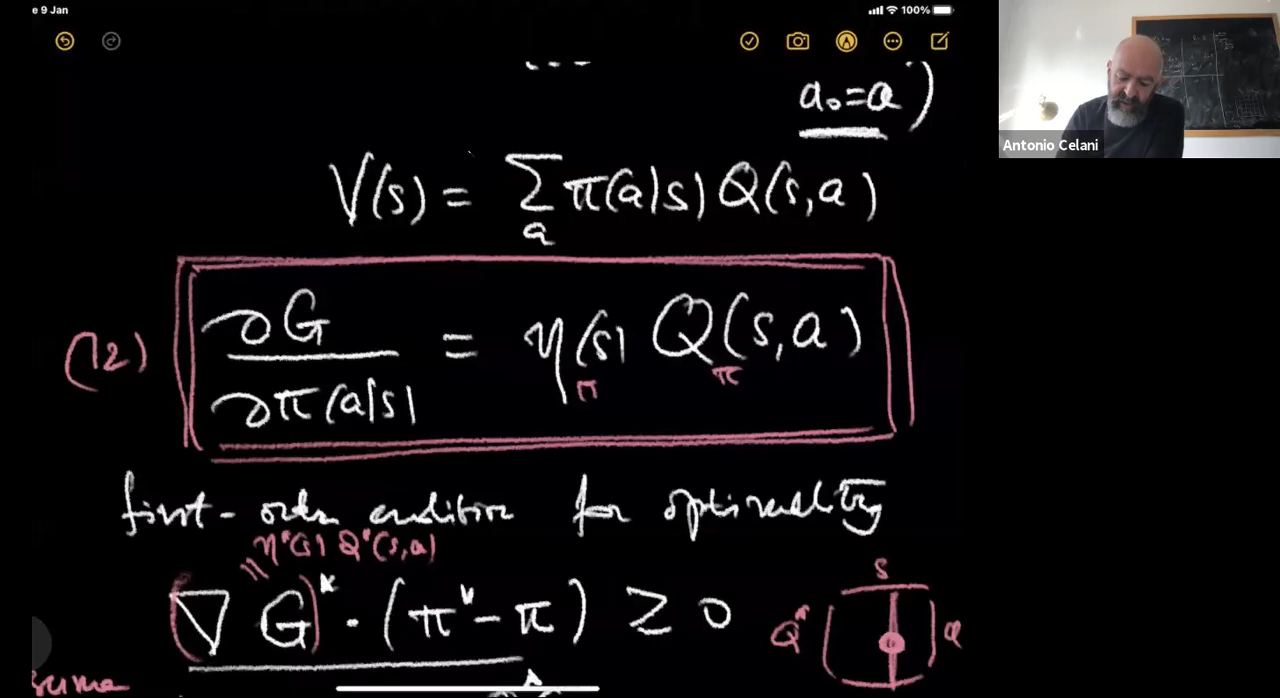 e 9 Jan
100%
a₀=a)
Antonio Celani
V(s) = Σ_a π(a|s) Q(s,a)
(12) ∂G/∂π(a|s) = η_π(s) Q_π(s,a)
first-order condition for optimality
η*(s) Q*(s,a)
(∇G)* · (π* - π) ≥ 0
s
Q* a